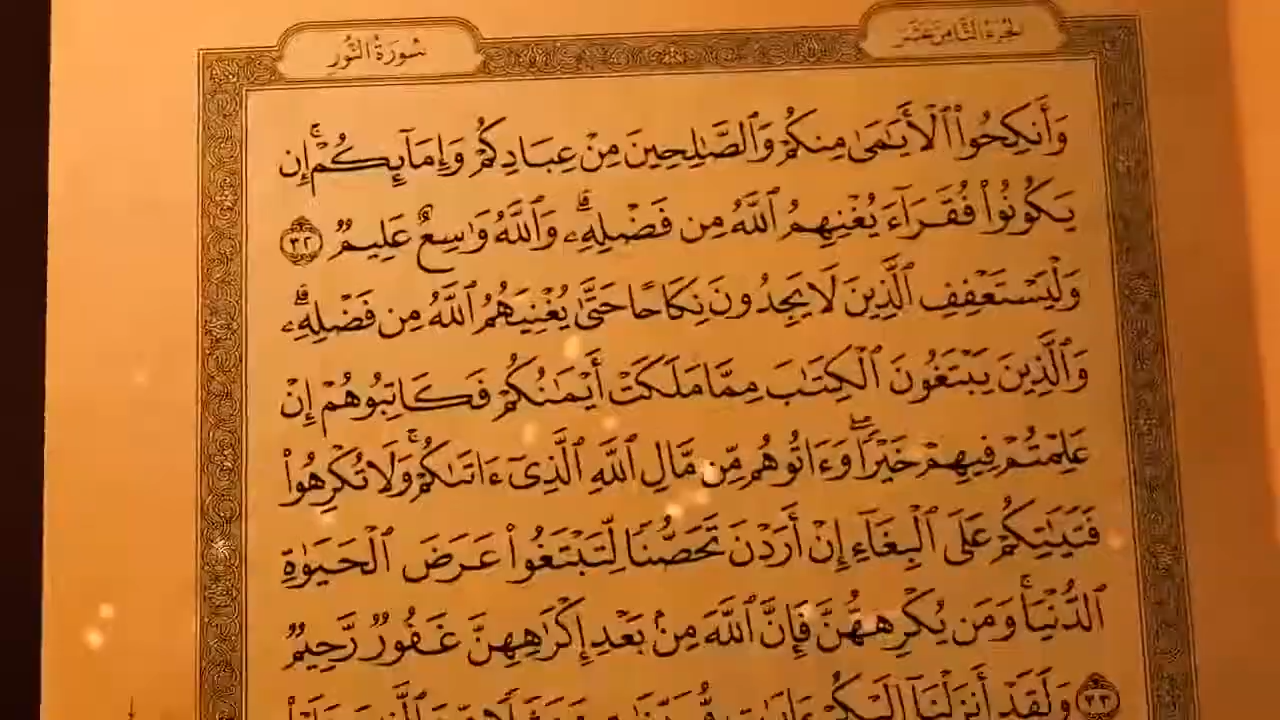 الجزء الثامن عشر
سورة النور
وَأَنكِحُوا۟ ٱلْأَيَـٰمَىٰ مِنكُمْ وَٱلصَّـٰلِحِينَ مِنْ عِبَادِكُمْ وَإِمَآئِكُمْ ۚ إِن
يَكُونُوا۟ فُقَرَآءَ يُغْنِهِمُ ٱللَّهُ مِن فَضْلِهِۦ ۗ وَٱللَّهُ وَٰسِعٌ عَلِيمٌ ٣٢
وَلْيَسْتَعْفِفِ ٱلَّذِينَ لَا يَجِدُونَ نِكَاحًا حَتَّىٰ يُغْنِيَهُمُ ٱللَّهُ مِن فَضْلِهِۦ ۗ
وَٱلَّذِينَ يَبْتَغُونَ ٱلْكِتَـٰبَ مِمَّا مَلَكَتْ أَيْمَـٰنُكُمْ فَكَاتِبُوهُمْ إِنْ
عَلِمْتُمْ فِيهِمْ خَيْرًا ۖ وَءَاتُوهُم مِّن مَّالِ ٱللَّهِ ٱلَّذِىٓ ءَاتَىٰكُمْ ۚ وَلَا تُكْرِهُوا۟
فَتَيَـٰتِكُمْ عَلَى ٱلْبِغَآءِ إِنْ أَرَدْنَ تَحَصُّنًا لِّتَبْتَغُوا۟ عَرَضَ ٱلْحَيَوٰةِ
ٱلدُّنْيَا ۚ وَمَن يُكْرِههُّنَّ فَإِنَّ ٱللَّهَ مِنۢ بَعْدِ إِكْرَٰهِهِنَّ غَفُورٌ رَّحِيمٌ
٣٣ وَلَقَدْ أَنزَلْنَآ إِلَيْكُمْ ءَايَـٰتٍ